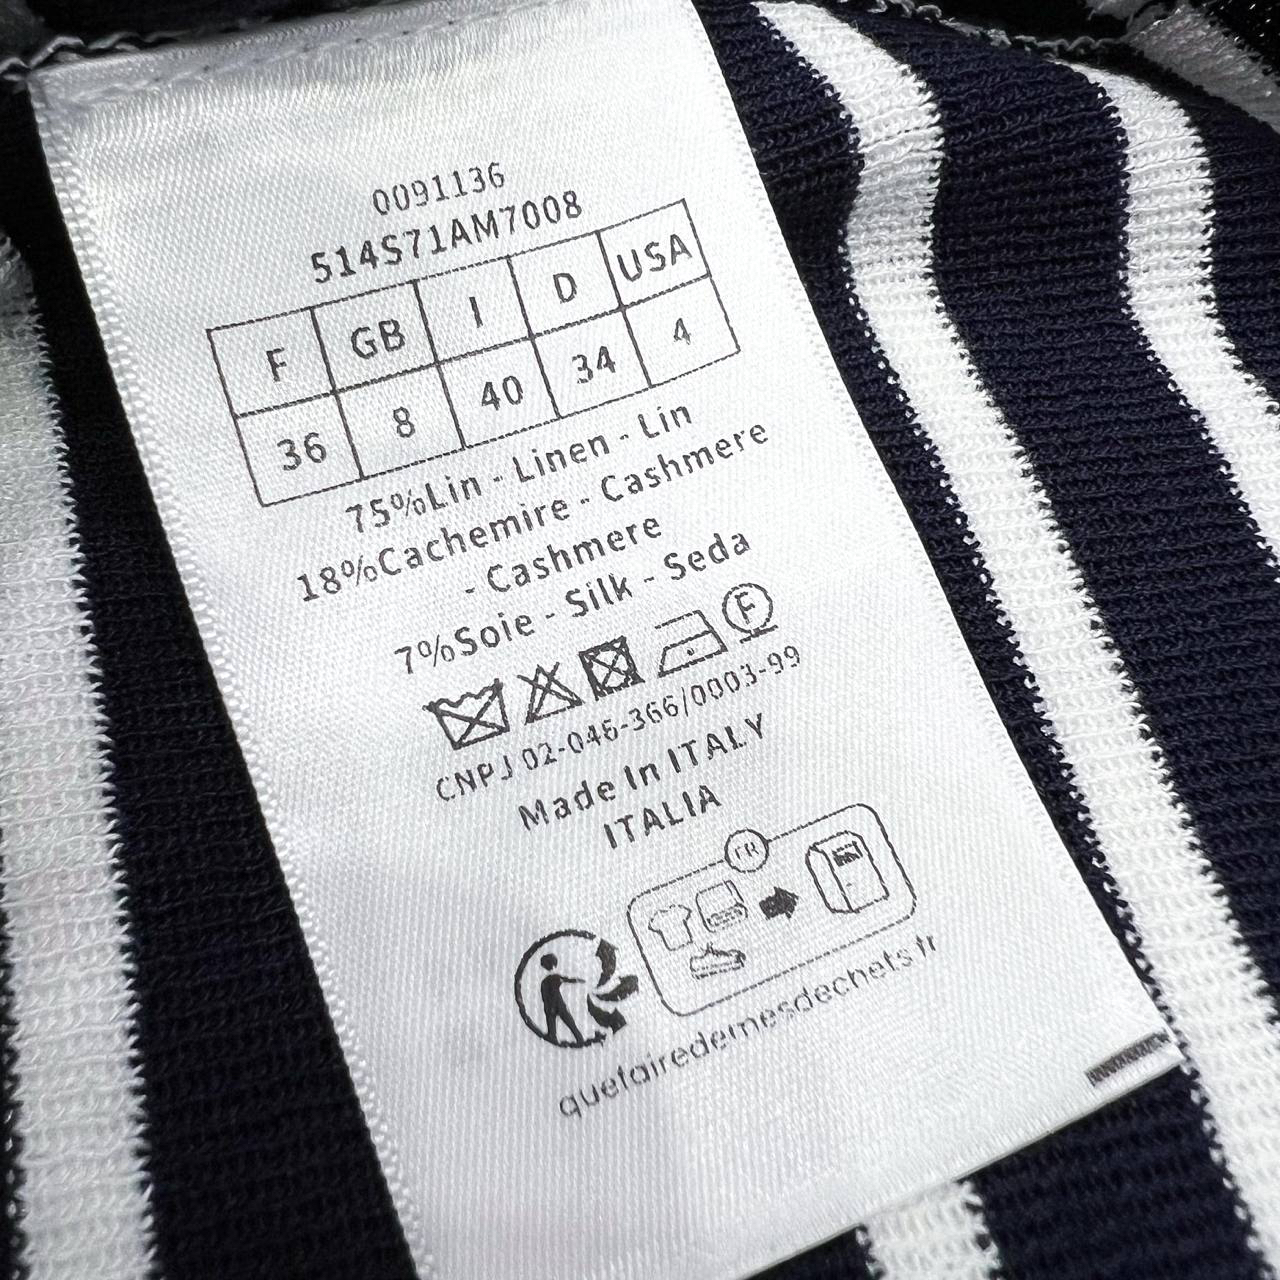 0091136
514S71AM7008
F GB I D USA
36 8 40 34 4
75%Lin - Linen - Lin
18%Cachemire - Cashmere
- Cashmere
7%Soie - Silk - Seda
F
CNPJ 02-046-366/0003-99
Made In ITALY
ITALIA
FR
quefairedemesdechets.fr